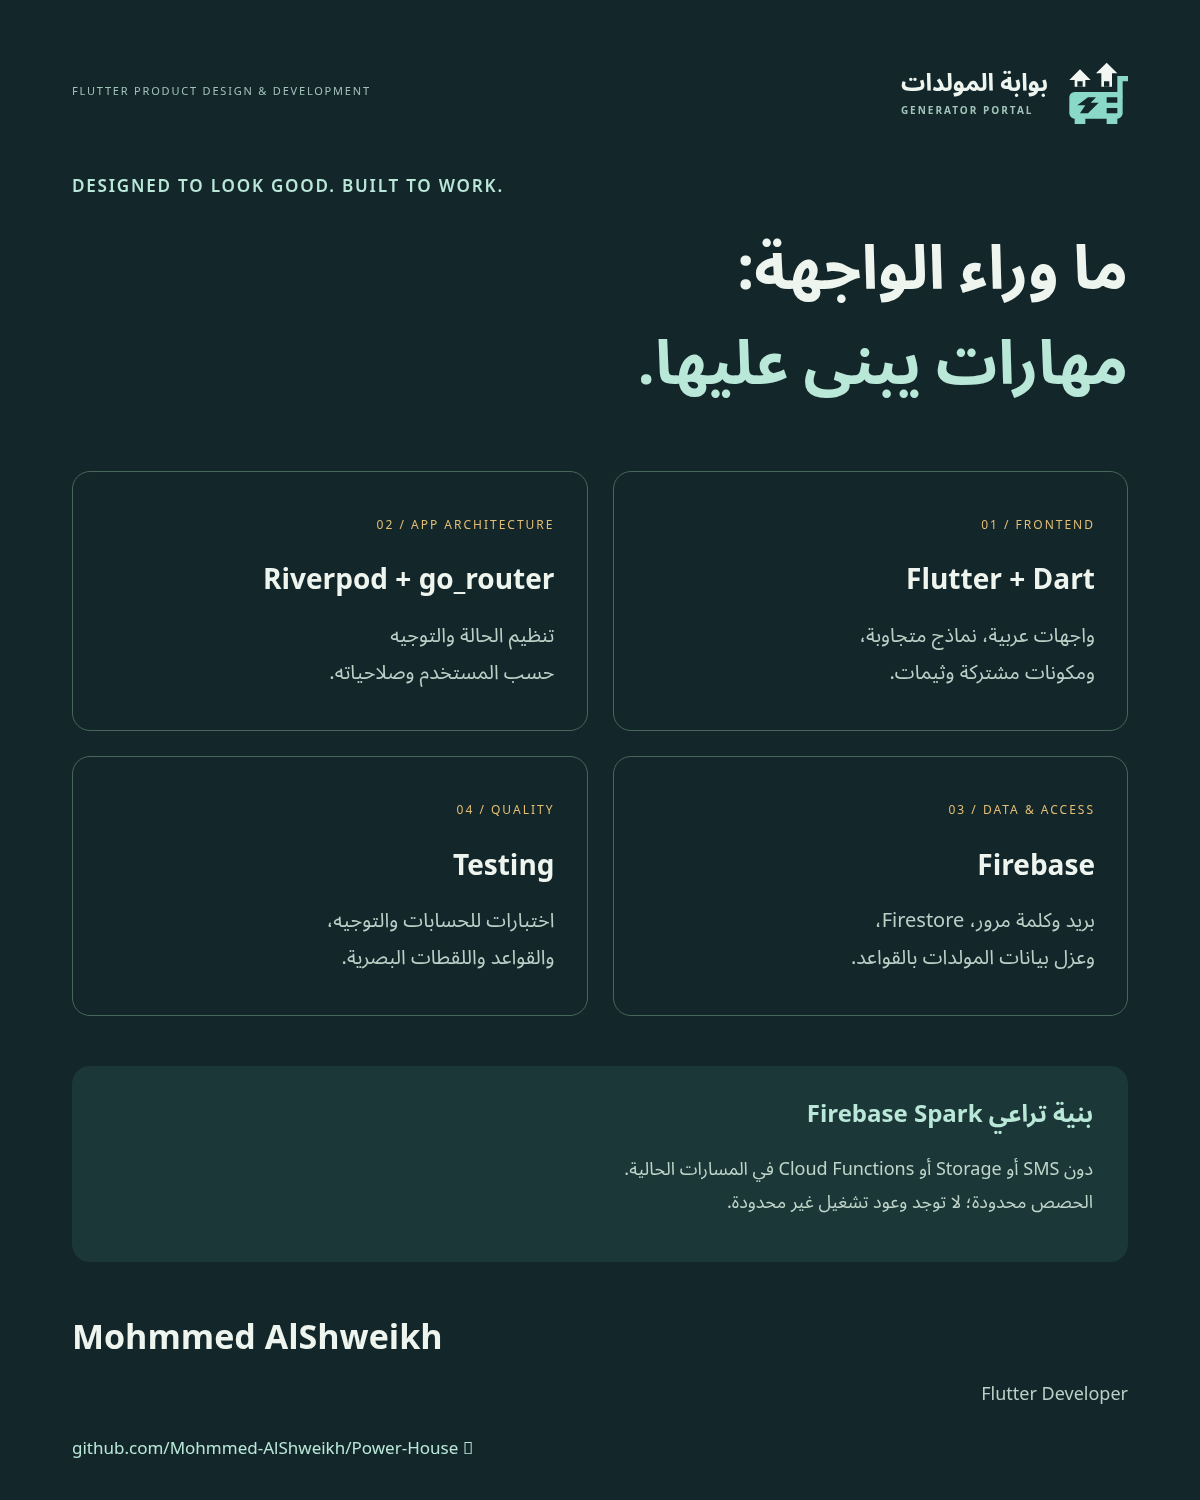 بوابة المولدات
GENERATOR PORTAL
FLUTTER PRODUCT DESIGN & DEVELOPMENT
DESIGNED TO LOOK GOOD. BUILT TO WORK.
ما وراء الواجهة:
مهارات يبنى عليها.
01 / FRONTEND
Flutter + Dart
واجهات عربية، نماذج متجاوبة،
ومكونات مشتركة وثيمات.
02 / APP ARCHITECTURE
Riverpod + go_router
تنظيم الحالة والتوجيه
حسب المستخدم وصلاحياته.
03 / DATA & ACCESS
Firebase
بريد وكلمة مرور، Firestore،
وعزل بيانات المولدات بالقواعد.
04 / QUALITY
Testing
اختبارات للحسابات والتوجيه،
والقواعد واللقطات البصرية.
بنية تراعي Firebase Spark
دون SMS أو Storage أو Cloud Functions في المسارات الحالية.
الحصص محدودة؛ لا توجد وعود تشغيل غير محدودة.
Mohmmed AlShweikh
Flutter Developer
github.com/Mohmmed-AlShweikh/Power-House